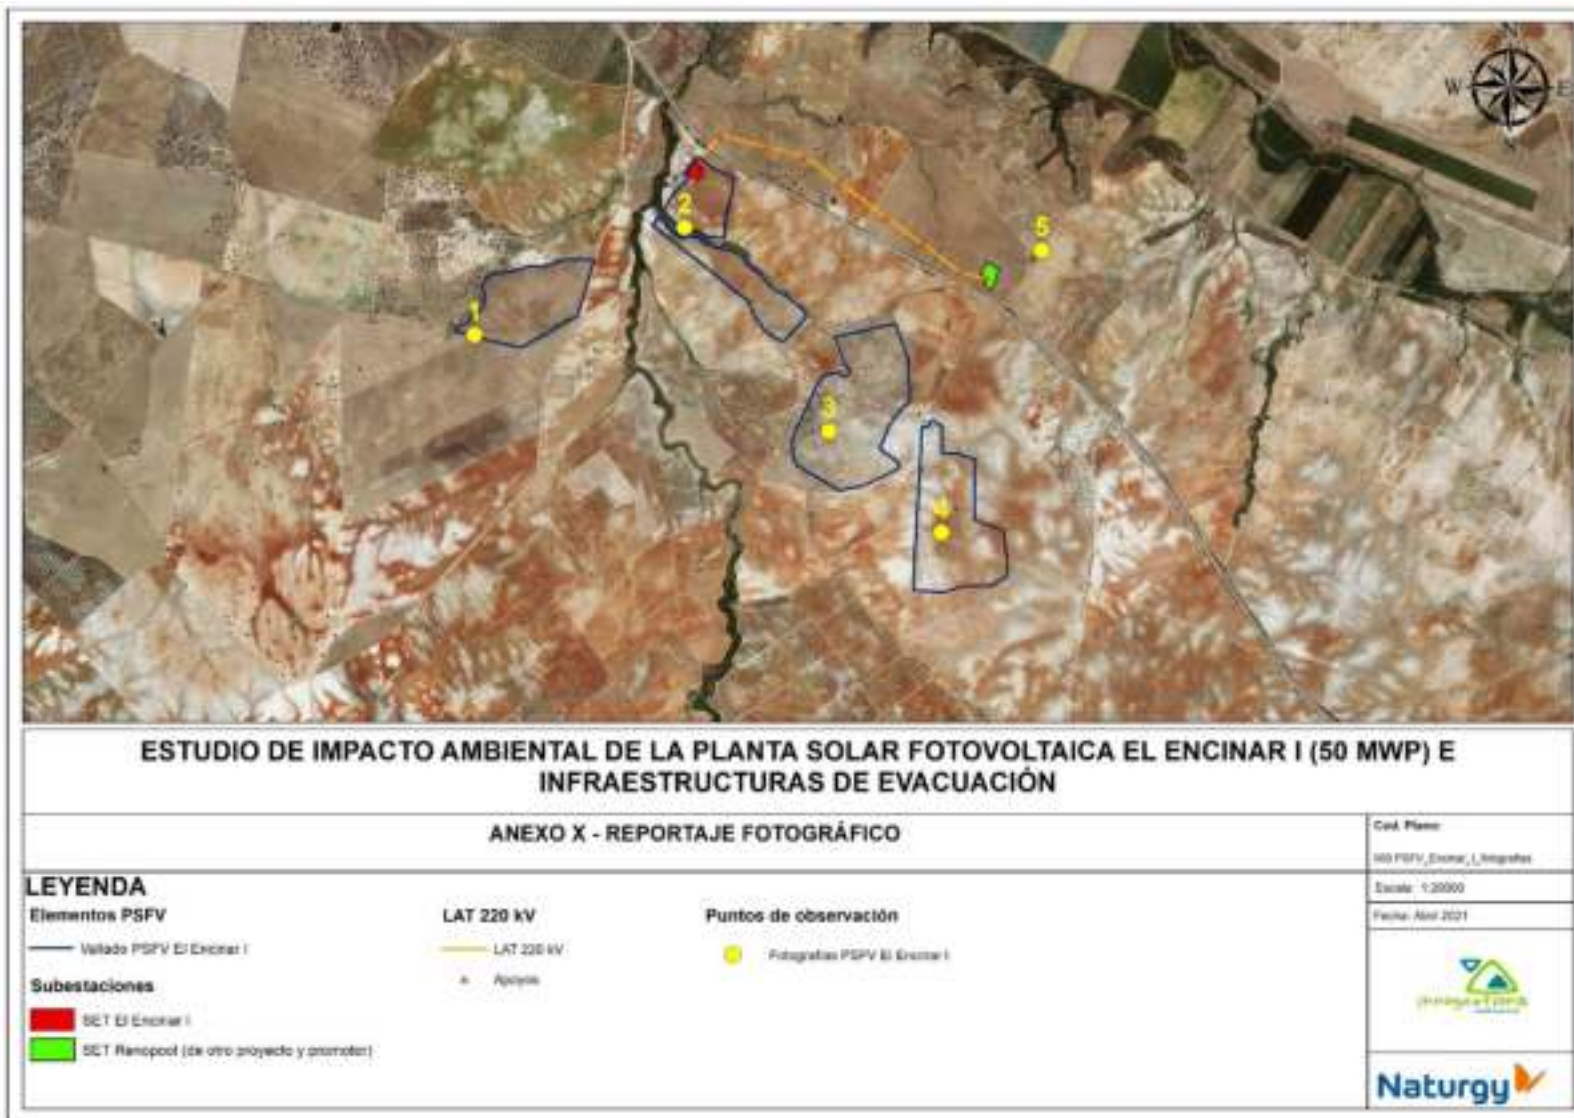 N
W
E
2
5
1
3
4
ESTUDIO DE IMPACTO AMBIENTAL DE LA PLANTA SOLAR FOTOVOLTAICA EL ENCINAR I (50 MWP) E
INFRAESTRUCTURAS DE EVACUACIÓN
ANEXO X - REPORTAJE FOTOGRÁFICO
Cod. Plano:
Escala: 1:20000
Fecha: Abril 2021
LEYENDA
Elementos PSFV
Vallado PSFV El Encinar I
Subestaciones
SET El Encinar I
SET Renopool (de otro proyecto y promotor)
LAT 220 kV
LAT 220 kV
Apoyos
Puntos de observación
Fotografías PSFV El Encinar I
Naturgy